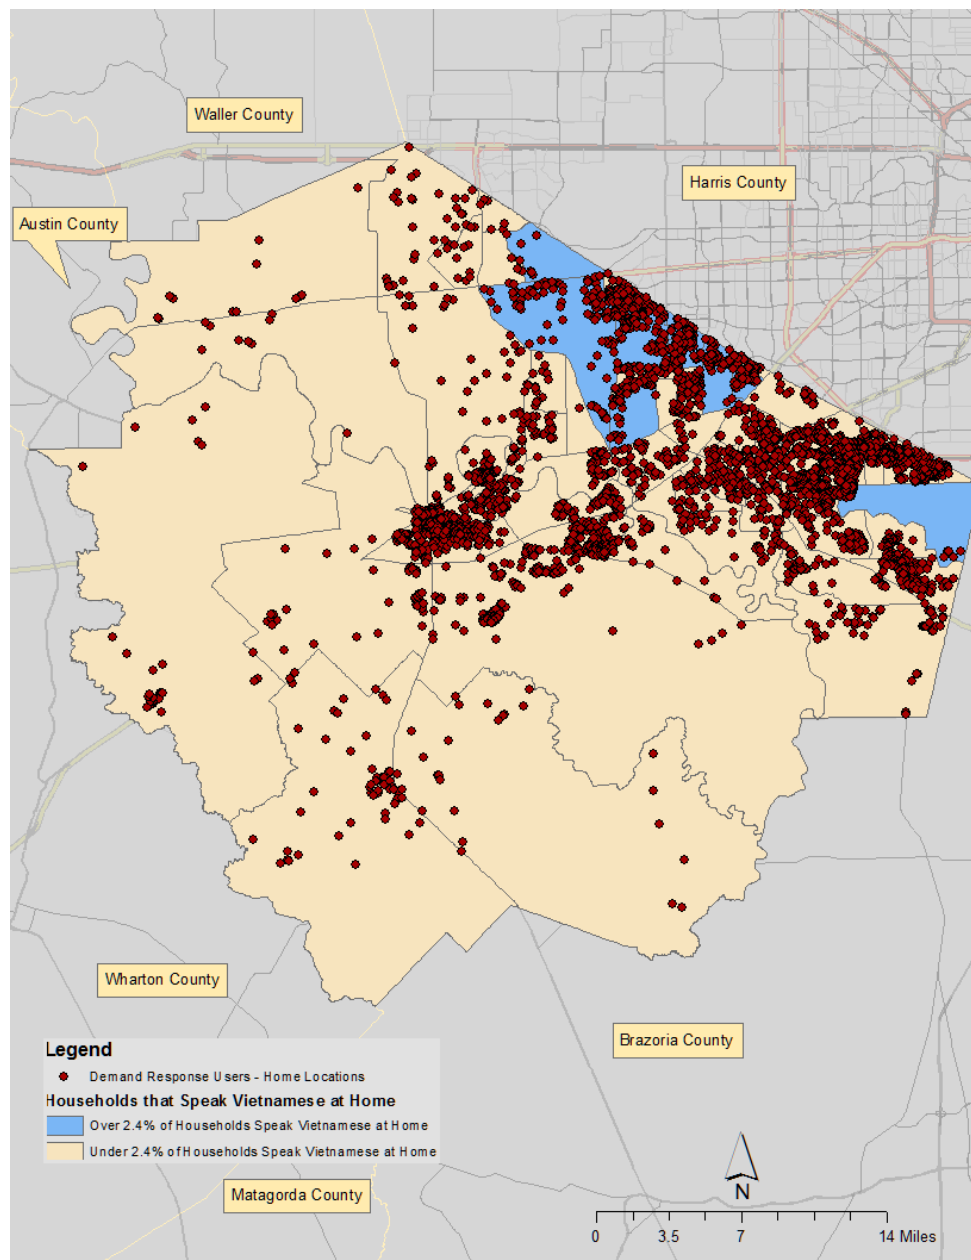 Waller County
Harris County
Austin County
Wharton County
Brazoria County
Legend
Demand Response Users - Home Locations
Households that Speak Vietnamese at Home
Over 2.4% of Households Speak Vietnamese at Home
Under 2.4% of Households Speak Vietnamese at Home
Matagorda County
N
0 3.5 7 14 Miles